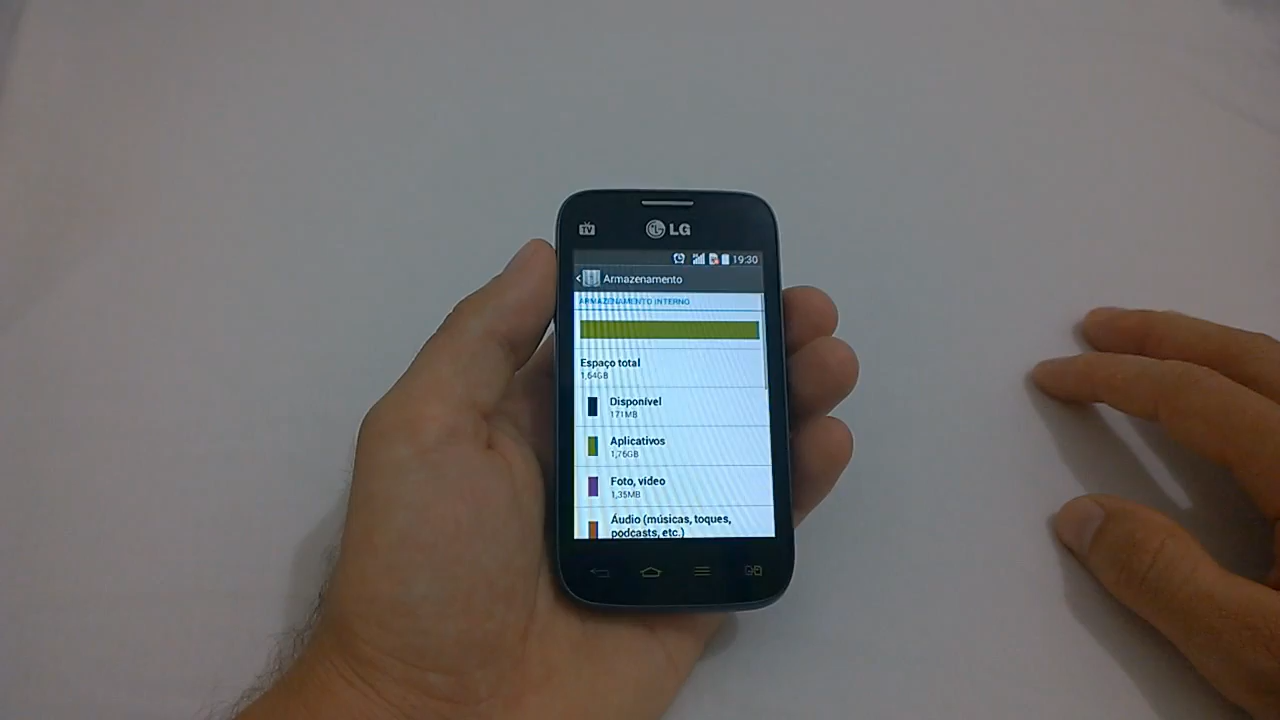 TV
LG
19:30
Armazenamento
ARMAZENAMENTO INTERNO
Espaço total
1,64GB
Disponível
171MB
Aplicativos
1,76GB
Foto, vídeo
1,35MB
Áudio (músicas, toques,
podcasts, etc.)